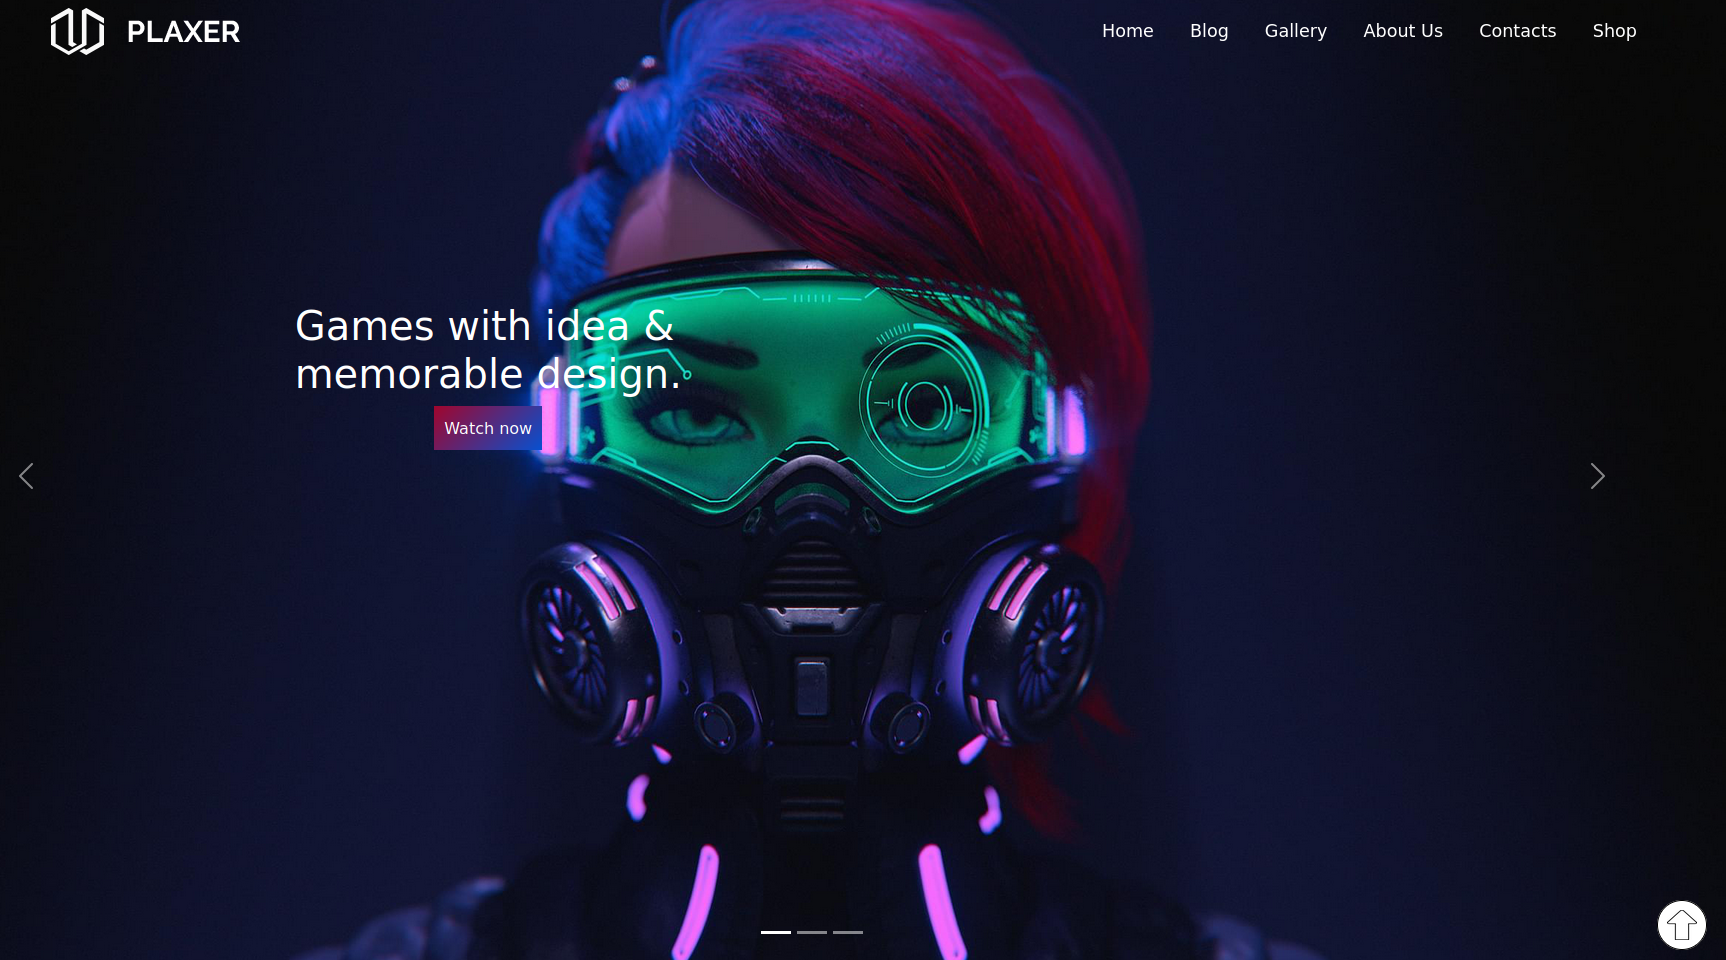 PLAXER
Home Blog Gallery About Us Contacts Shop
Games with idea &
memorable design.
Watch now